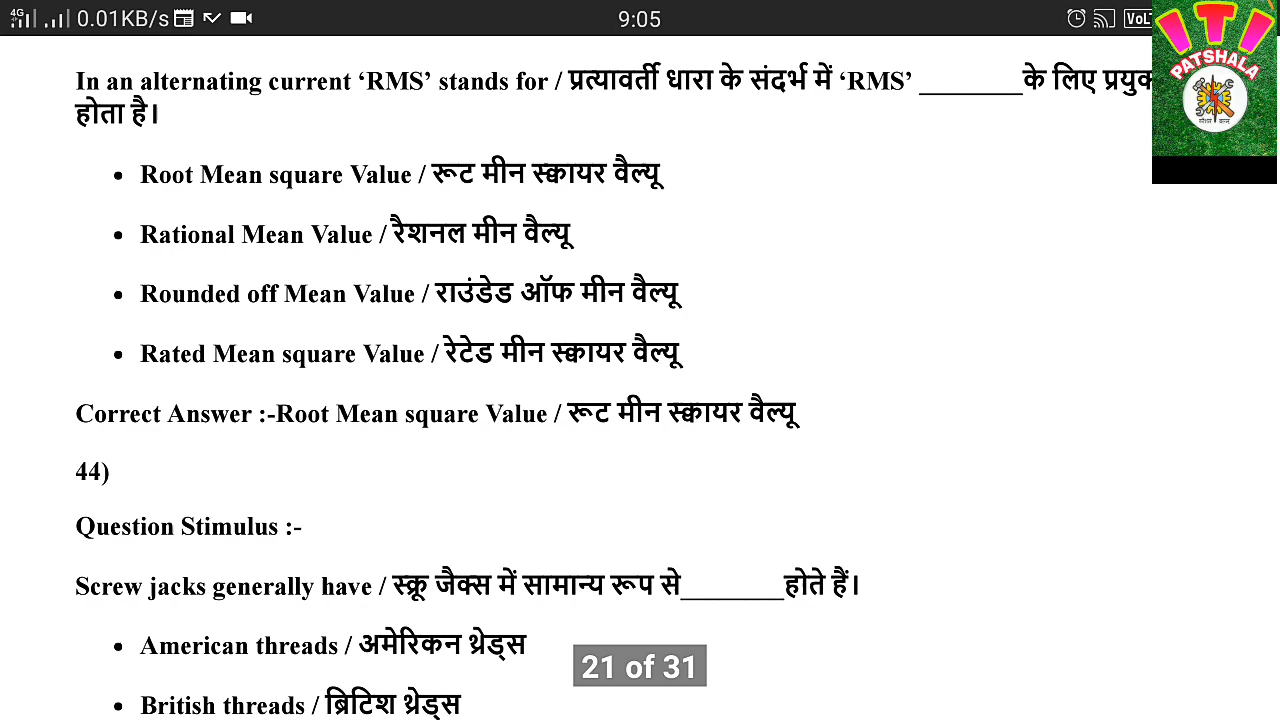 4G 0.01KB/s 9:05
ITI
PATSHALA
In an alternating current ‘RMS’ stands for / प्रत्यावर्ती धारा के संदर्भ में ‘RMS’ ________के लिए प्रयुक्
होता है।
• Root Mean square Value / रूट मीन स्क्वायर वैल्यू
• Rational Mean Value / रैशनल मीन वैल्यू
• Rounded off Mean Value / राउंडेड ऑफ मीन वैल्यू
• Rated Mean square Value / रेटेड मीन स्क्वायर वैल्यू
Correct Answer :-Root Mean square Value / रूट मीन स्क्वायर वैल्यू
44)
Question Stimulus :-
Screw jacks generally have / स्क्रू जैक्स में सामान्य रूप से________होते हैं।
• American threads / अमेरिकन थ्रेड्स
21 of 31
• British threads / ब्रिटिश थ्रेड्स